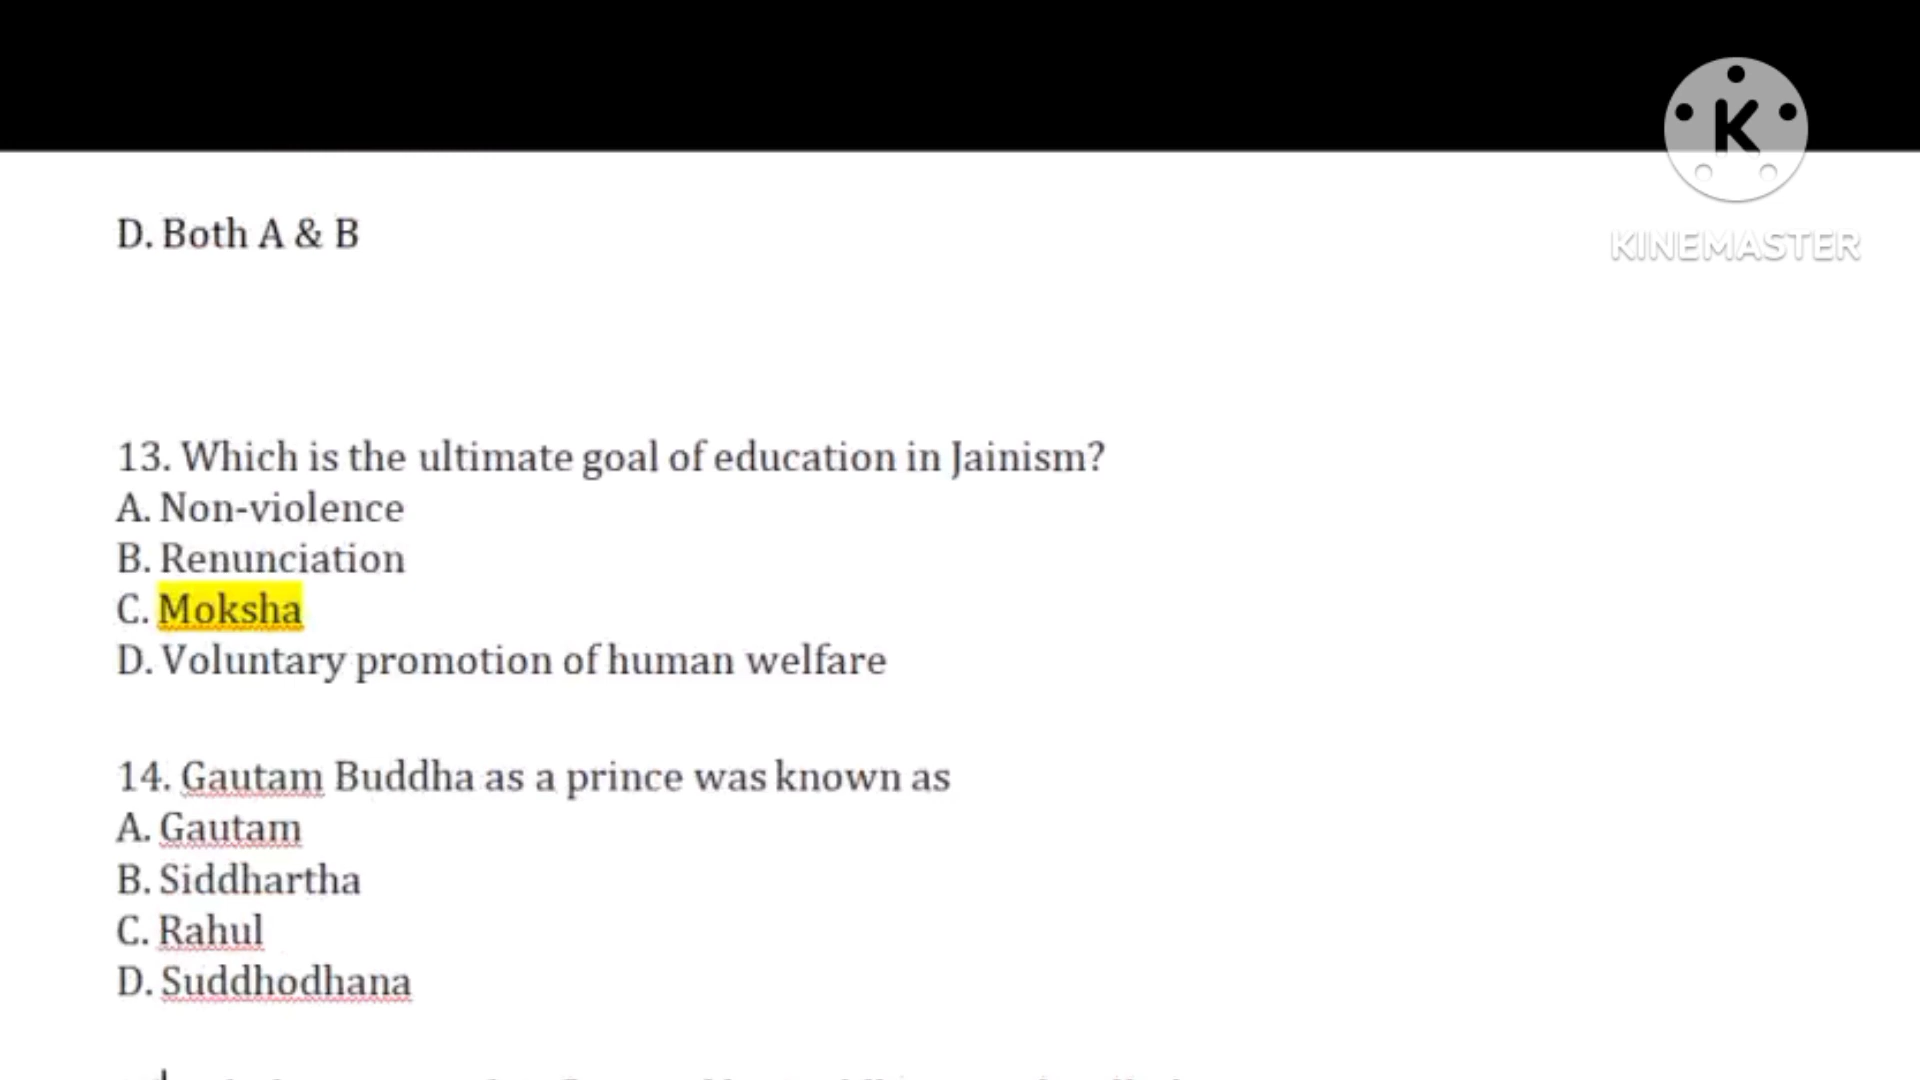 K
KINEMASTER
D. Both A & B
13. Which is the ultimate goal of education in Jainism?
A. Non-violence
B. Renunciation
C. Moksha
D. Voluntary promotion of human welfare
14. Gautam Buddha as a prince was known as
A. Gautam
B. Siddhartha
C. Rahul
D. Suddhodhana